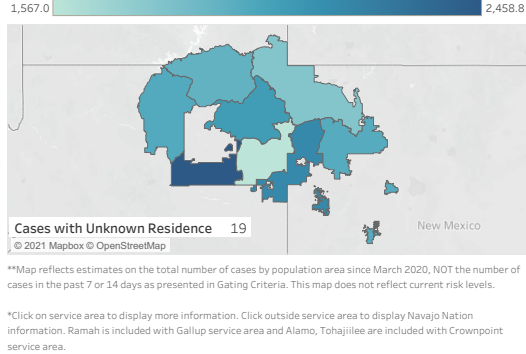 1,567.0 2,458.8
Cases with Unknown Residence 19
© 2021 Mapbox © OpenStreetMap
New Mexico
**Map reflects estimates on the total number of cases by population area since March 2020, NOT the number of
cases in the past 7 or 14 days as presented in Gating Criteria. This map does not reflect current risk levels.
*Click on service area to display more information. Click outside service area to display Navajo Nation
information. Ramah is included with Gallup service area and Alamo, Tohajiilee are included with Crownpoint
service area.